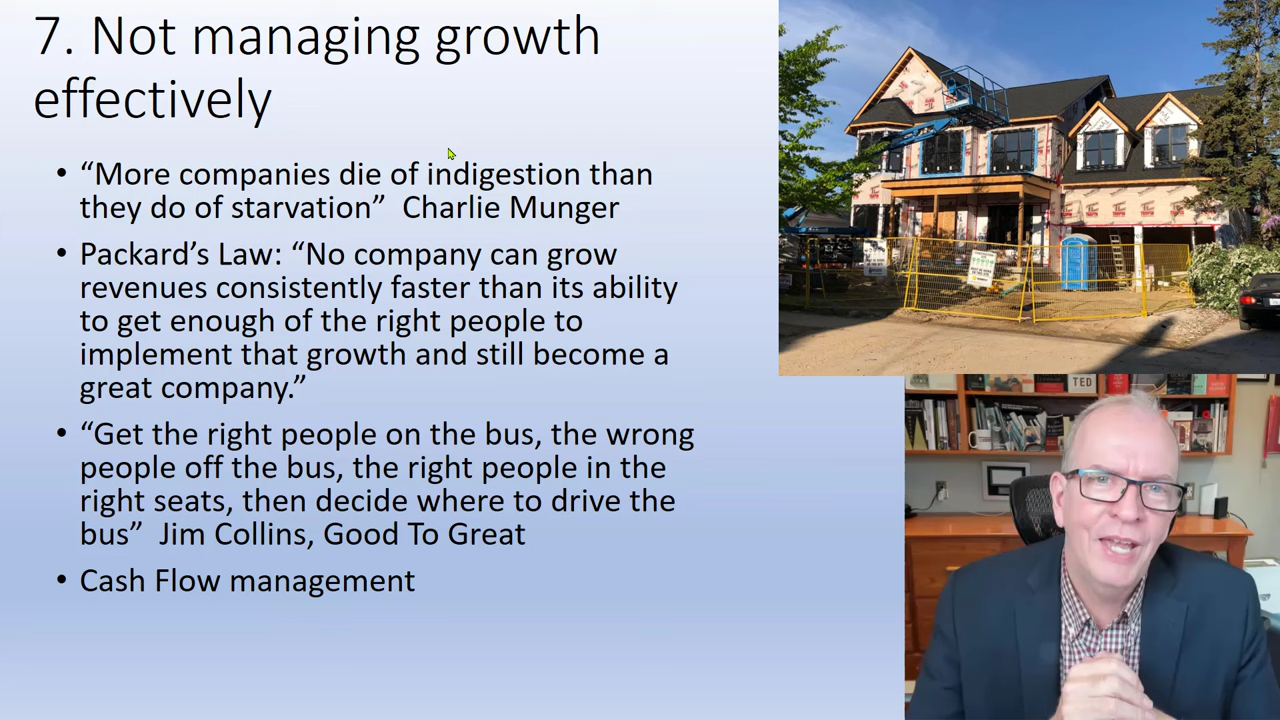 7. Not managing growth
effectively
• “More companies die of indigestion than
they do of starvation”  Charlie Munger
• Packard’s Law: “No company can grow
revenues consistently faster than its ability
to get enough of the right people to
implement that growth and still become a
great company.”
• “Get the right people on the bus, the wrong
people off the bus, the right people in the
right seats, then decide where to drive the
bus”  Jim Collins, Good To Great
• Cash Flow management
TED